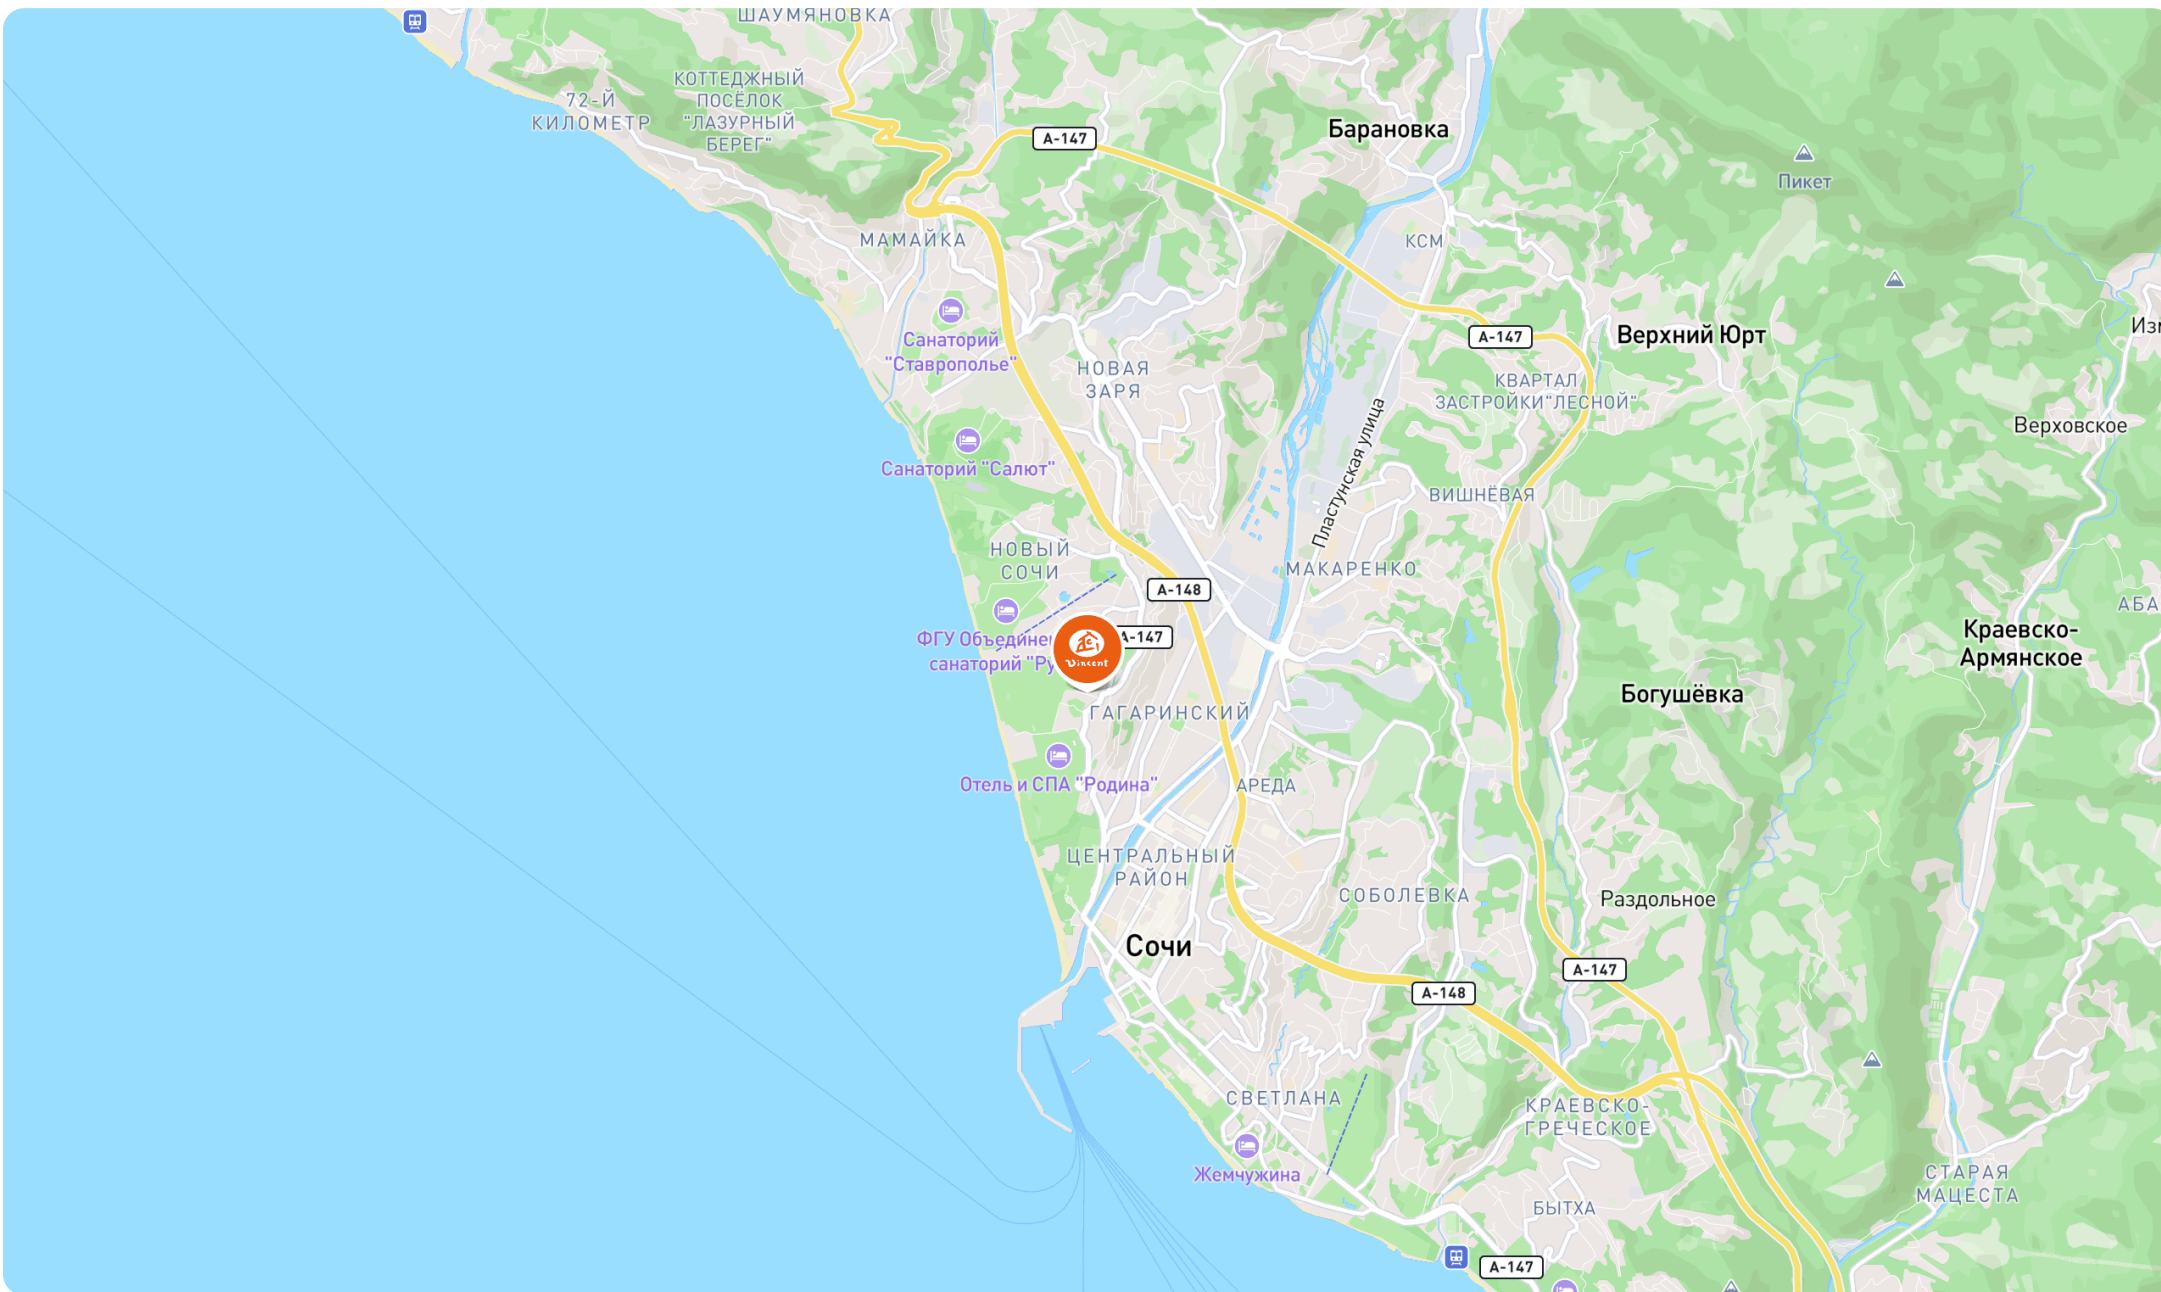 ШАУМЯНОВКА
КОТТЕДЖНЫЙ
ПОСЁЛОК
"ЛАЗУРНЫЙ
БЕРЕГ"
72-Й
КИЛОМЕТР
А-147
Барановка
Пикет
МАМАЙКА
КСМ
Санаторий
"Ставрополье"
А-147
Верхний Юрт
НОВАЯ
ЗАРЯ
КВАРТАЛ
ЗАСТРОЙКИ"ЛЕСНОЙ"
Пластунская улица
Верховское
Санаторий "Салют"
ВИШНЁВАЯ
НОВЫЙ
СОЧИ
МАКАРЕНКО
А-148
А-147
ФГУ Объедине
санаторий "Ру
Vincent
Краевско-
Армянское
Богушёвка
ГАГАРИНСКИЙ
Отель и СПА "Родина"
АРЕДА
ЦЕНТРАЛЬНЫЙ
РАЙОН
СОБОЛЕВКА
Раздольное
Сочи
А-147
А-148
СВЕТЛАНА
КРАЕВСКО-
ГРЕЧЕСКОЕ
Жемчужина
СТАРАЯ
МАЦЕСТА
БЫТХА
А-147